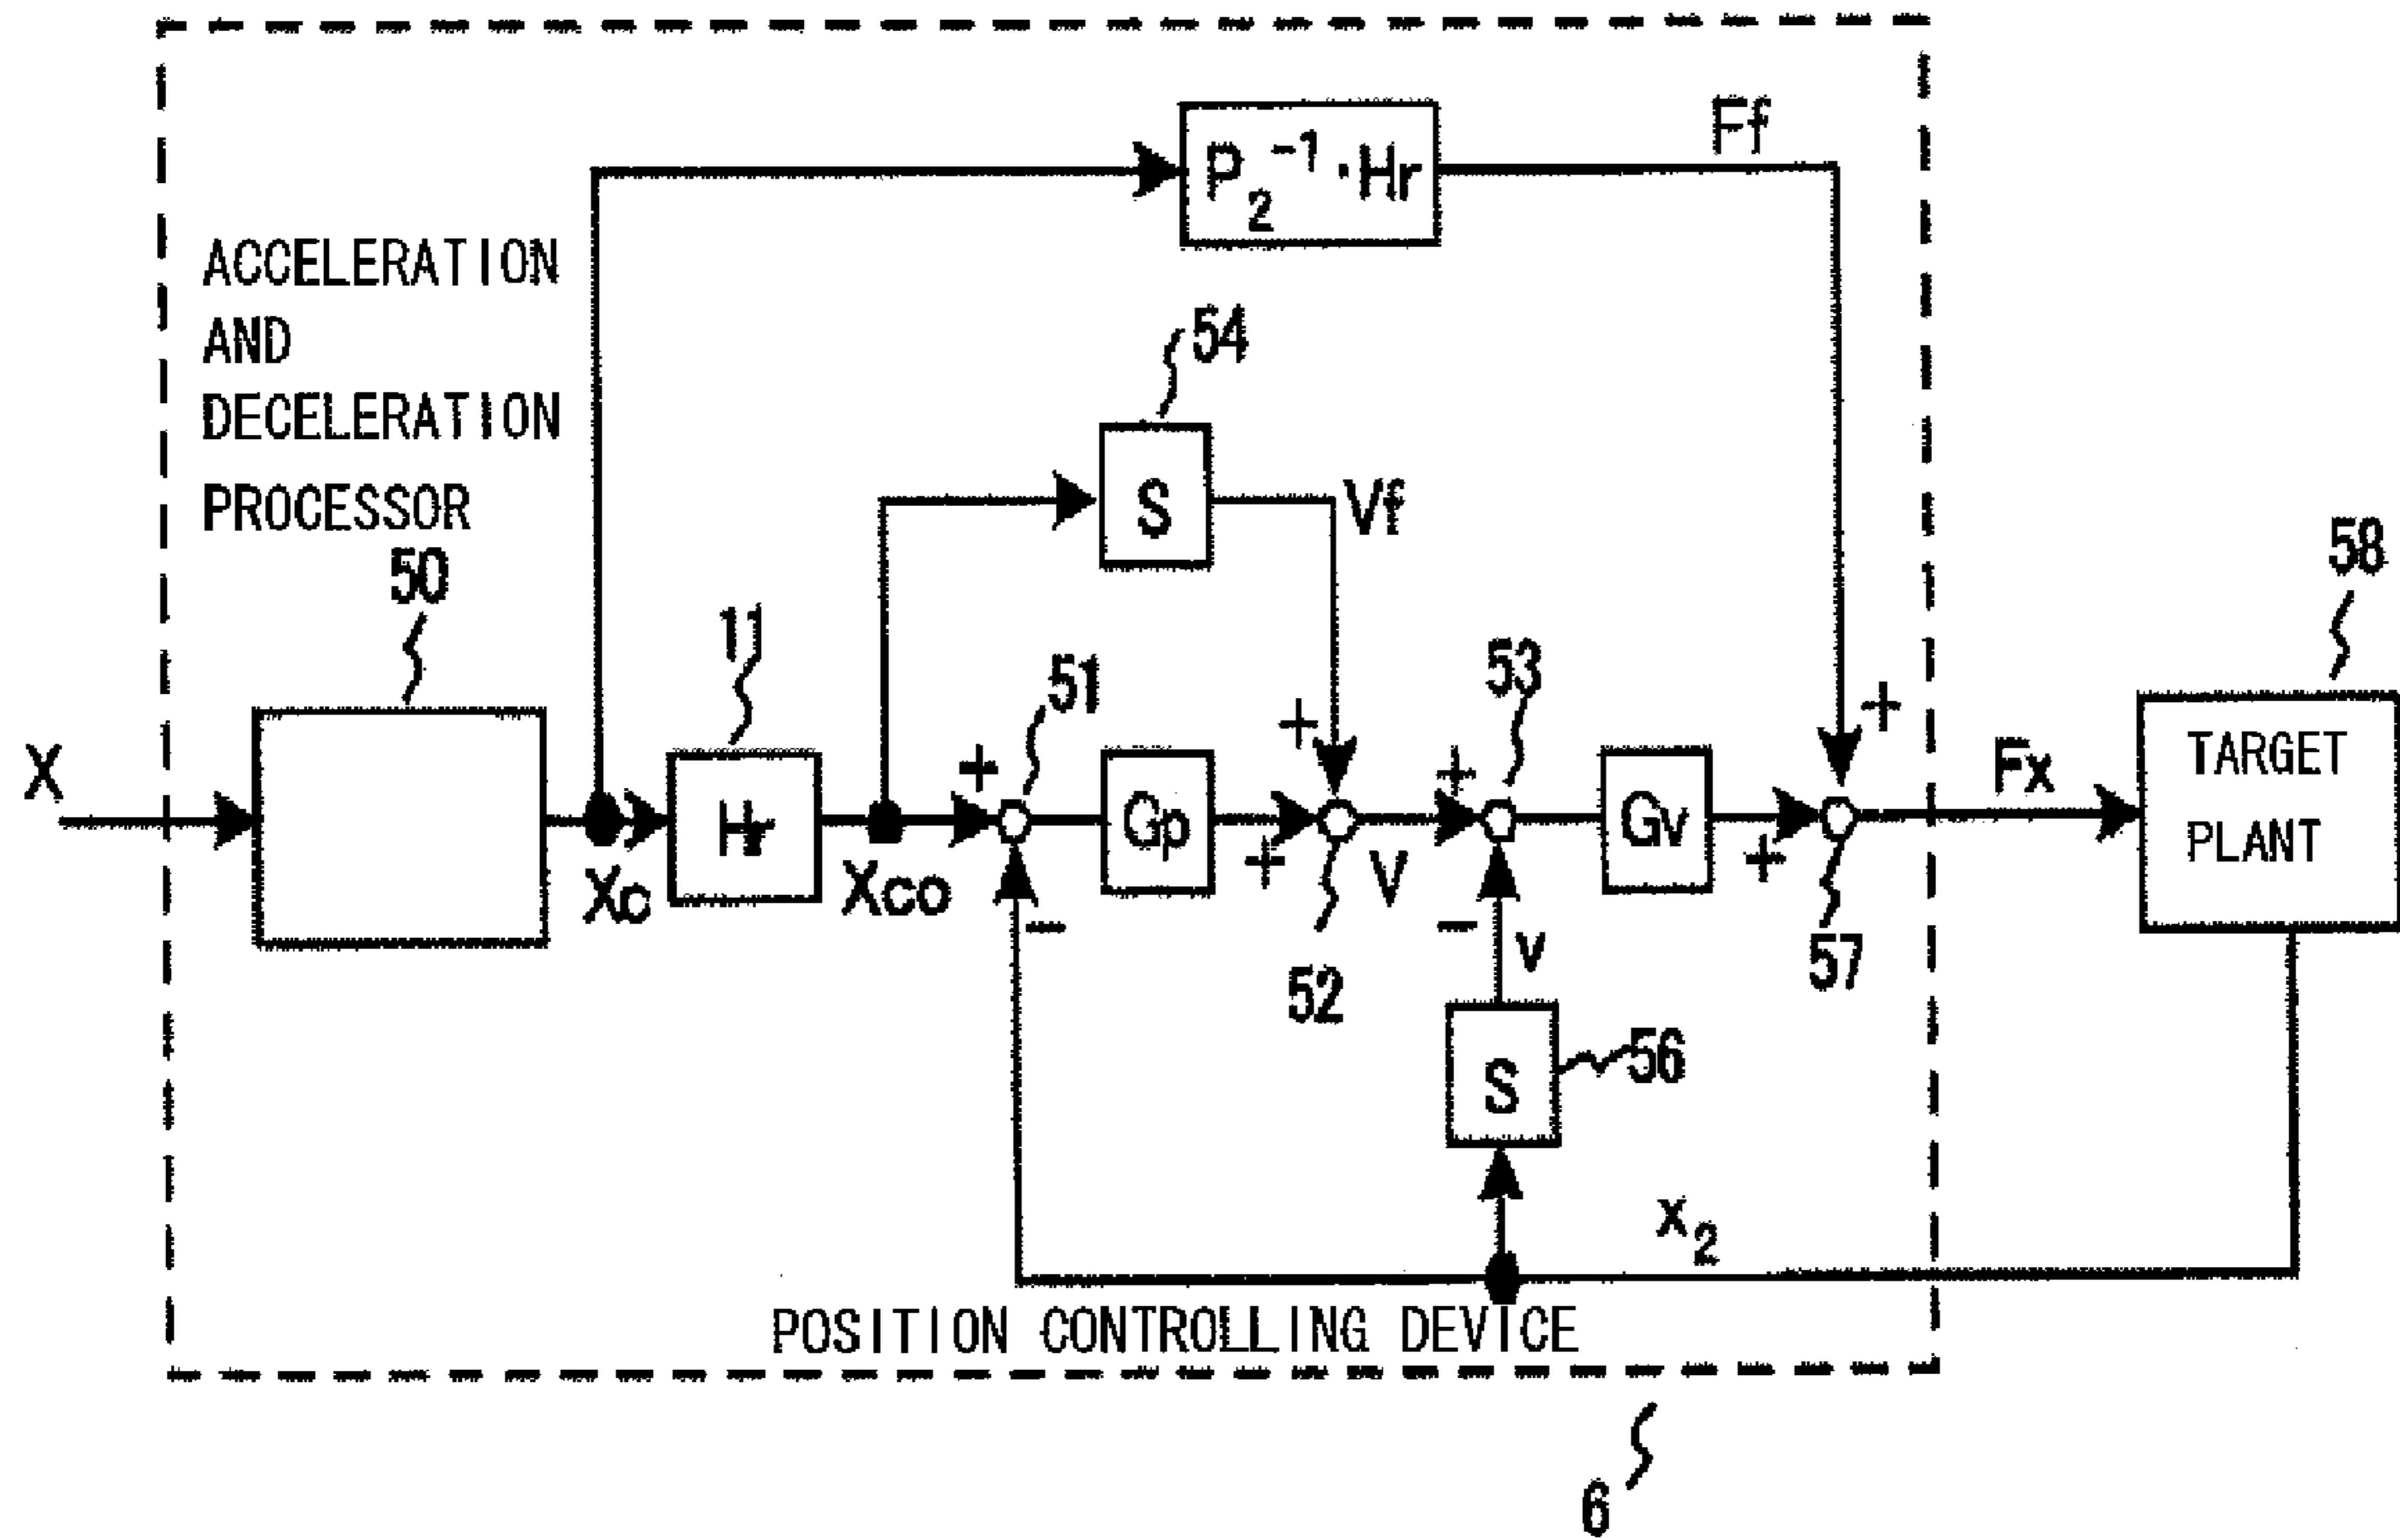 P₂⁻¹·Hr
Ff
ACCELERATION
AND
DECELERATION
PROCESSOR
54
S
Vf
50
11
51
53
58
X
Xc
Hr
Xco
+
-
Gp
+
+
52
V
+
-
v
Gv
+
+
57
Fx
TARGET
PLANT
S
56
x₂
POSITION CONTROLLING DEVICE
6